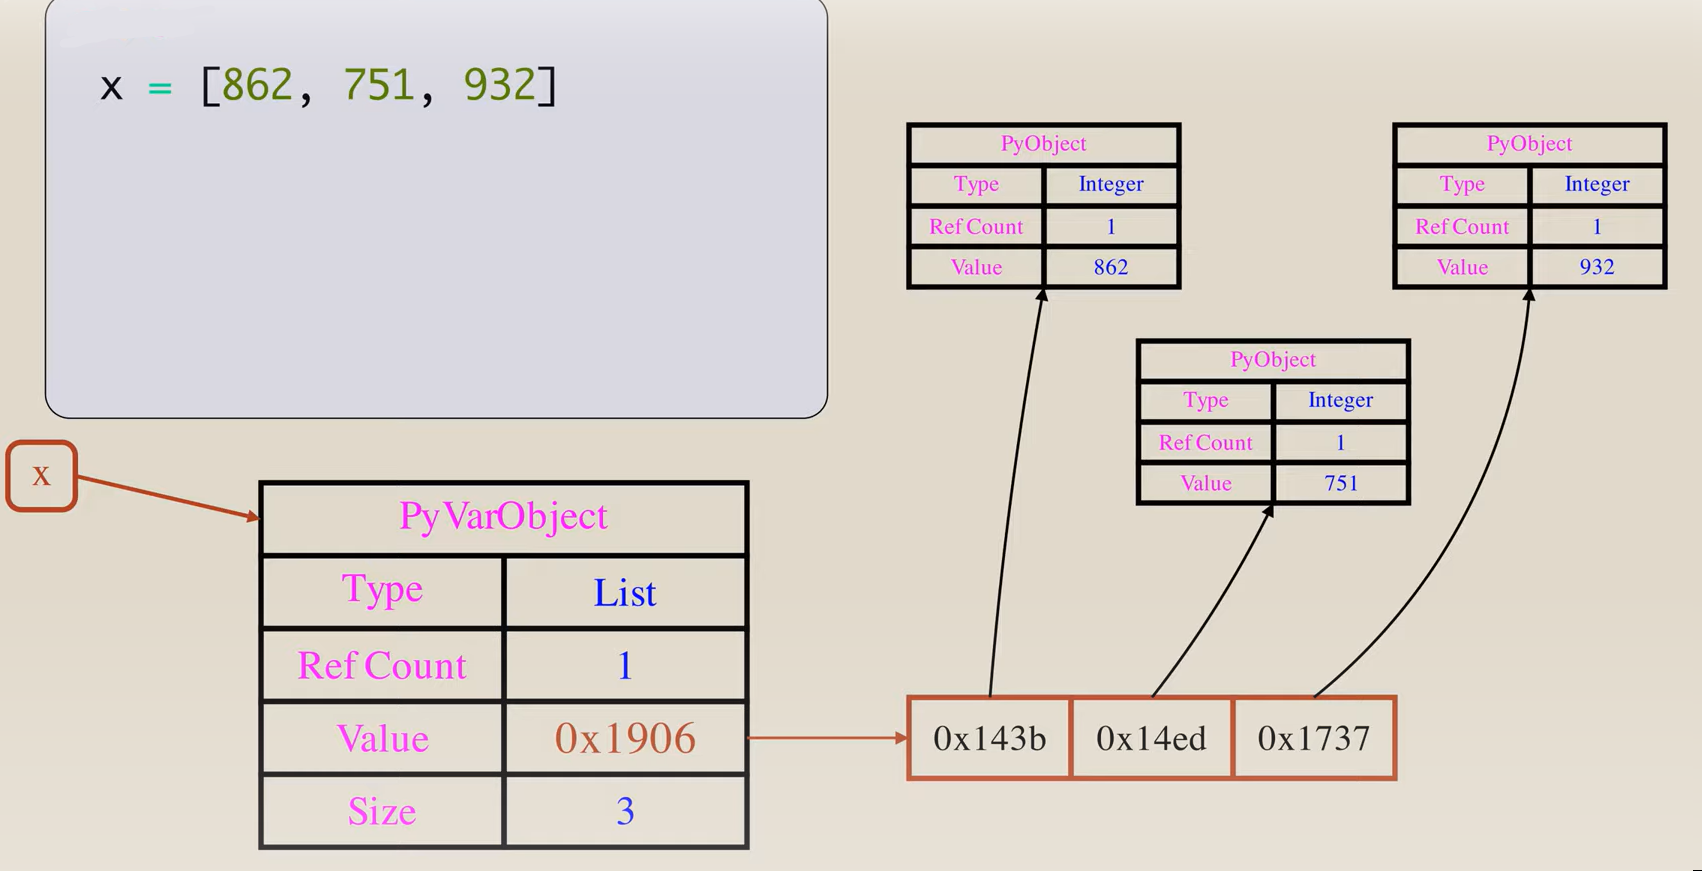 x = [862, 751, 932]
PyObject
Type Integer
Ref Count 1
Value 862
PyObject
Type Integer
Ref Count 1
Value 932
PyObject
Type Integer
Ref Count 1
Value 751
x
PyVarObject
Type List
Ref Count 1
Value 0x1906
Size 3
0x143b 0x14ed 0x1737